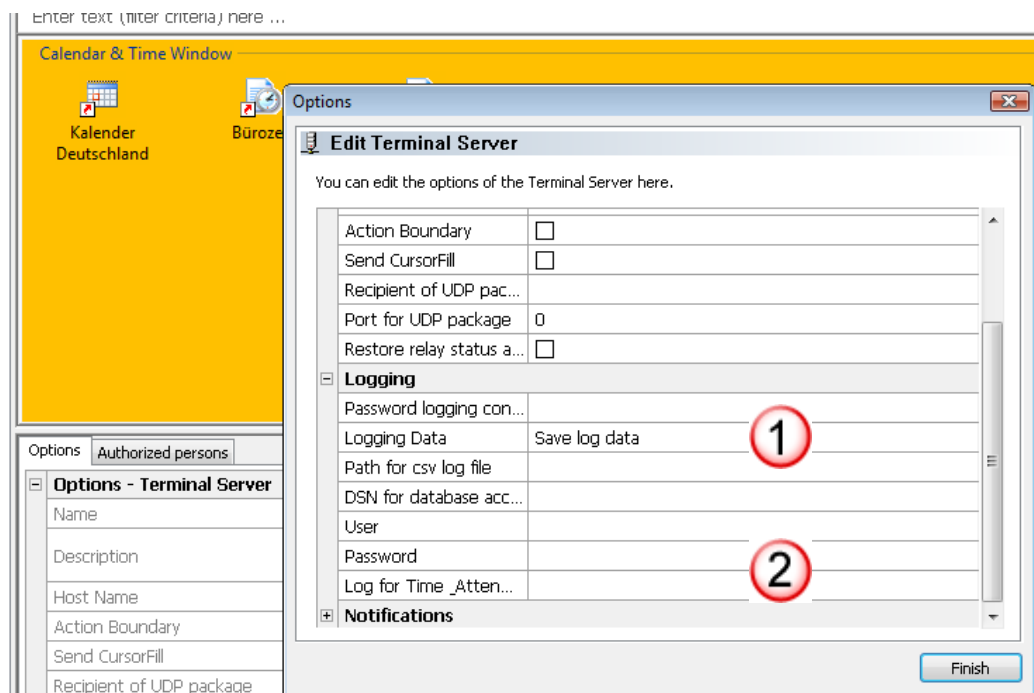 Enter text (filter criteria) here ...
Calendar & Time Window
Kalender
Deutschland
Büroze
Options
Edit Terminal Server
You can edit the options of the Terminal Server here.
Action Boundary
Send CursorFill
Recipient of UDP pac...
Port for UDP package 0
Restore relay status a...
Logging
Password logging con...
Logging Data Save log data
1
Path for csv log file
DSN for database acc...
User
Password
2
Log for Time _Atten...
Notifications
Finish
Options Authorized persons
Options - Terminal Server
Name
Description
Host Name
Action Boundary
Send CursorFill
Recipient of UDP package